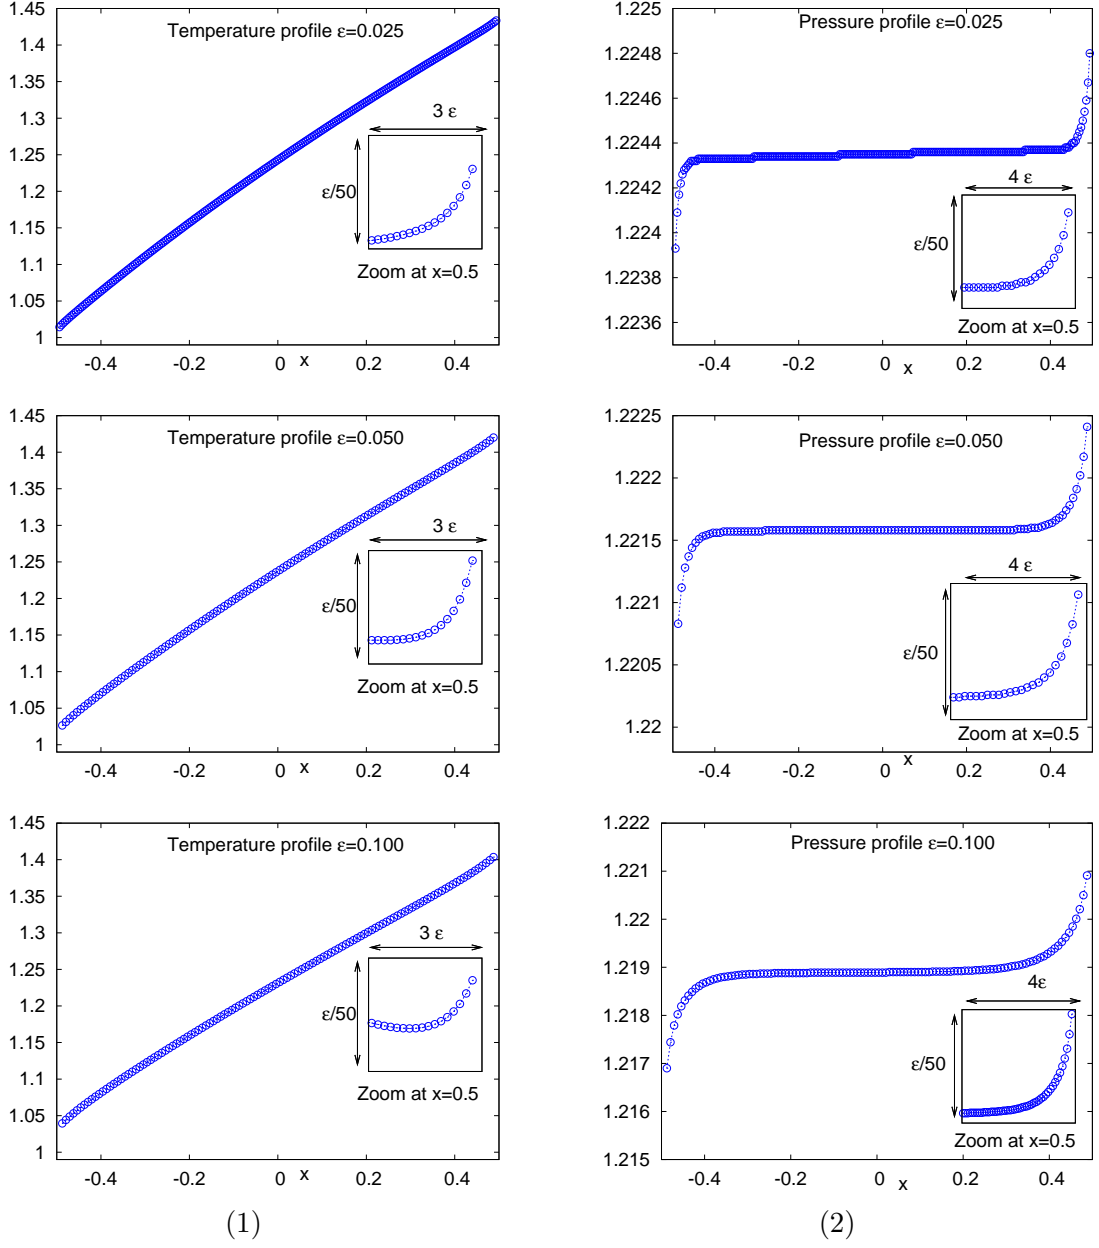 Temperature profile ε=0.025
1.45
1.4
1.35
1.3
1.25
1.2
1.15
1.1
1.05
1
-0.4
-0.2
0
x
0.2
0.4
3 ε
ε/50
Zoom at x=0.5
Pressure profile ε=0.025
1.225
1.2248
1.2246
1.2244
1.2242
1.224
1.2238
1.2236
-0.4
-0.2
0
x
0.2
0.4
4 ε
ε/50
Zoom at x=0.5
Temperature profile ε=0.050
1.45
1.4
1.35
1.3
1.25
1.2
1.15
1.1
1.05
1
-0.4
-0.2
0
x
0.2
0.4
3 ε
ε/50
Zoom at x=0.5
Pressure profile ε=0.050
1.2225
1.222
1.2215
1.221
1.2205
1.22
-0.4
-0.2
0
x
0.2
0.4
4 ε
ε/50
Zoom at x=0.5
Temperature profile ε=0.100
1.45
1.4
1.35
1.3
1.25
1.2
1.15
1.1
1.05
1
-0.4
-0.2
0
x
0.2
0.4
3 ε
ε/50
Zoom at x=0.5
Pressure profile ε=0.100
1.222
1.221
1.22
1.219
1.218
1.217
1.216
1.215
-0.4
-0.2
0
x
0.2
0.4
4ε
ε/50
Zoom at x=0.5
(1)
(2)